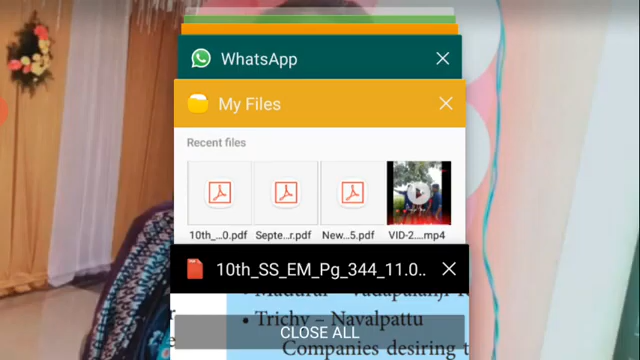 WhatsApp
My Files
Recent files
10th_...0.pdf Septe...r.pdf New...5.pdf VID-2....mp4
10th_SS_EM_Pg_344_11.0..
• Trichy – Navalpattu
CLOSE ALL
Companies desiring t